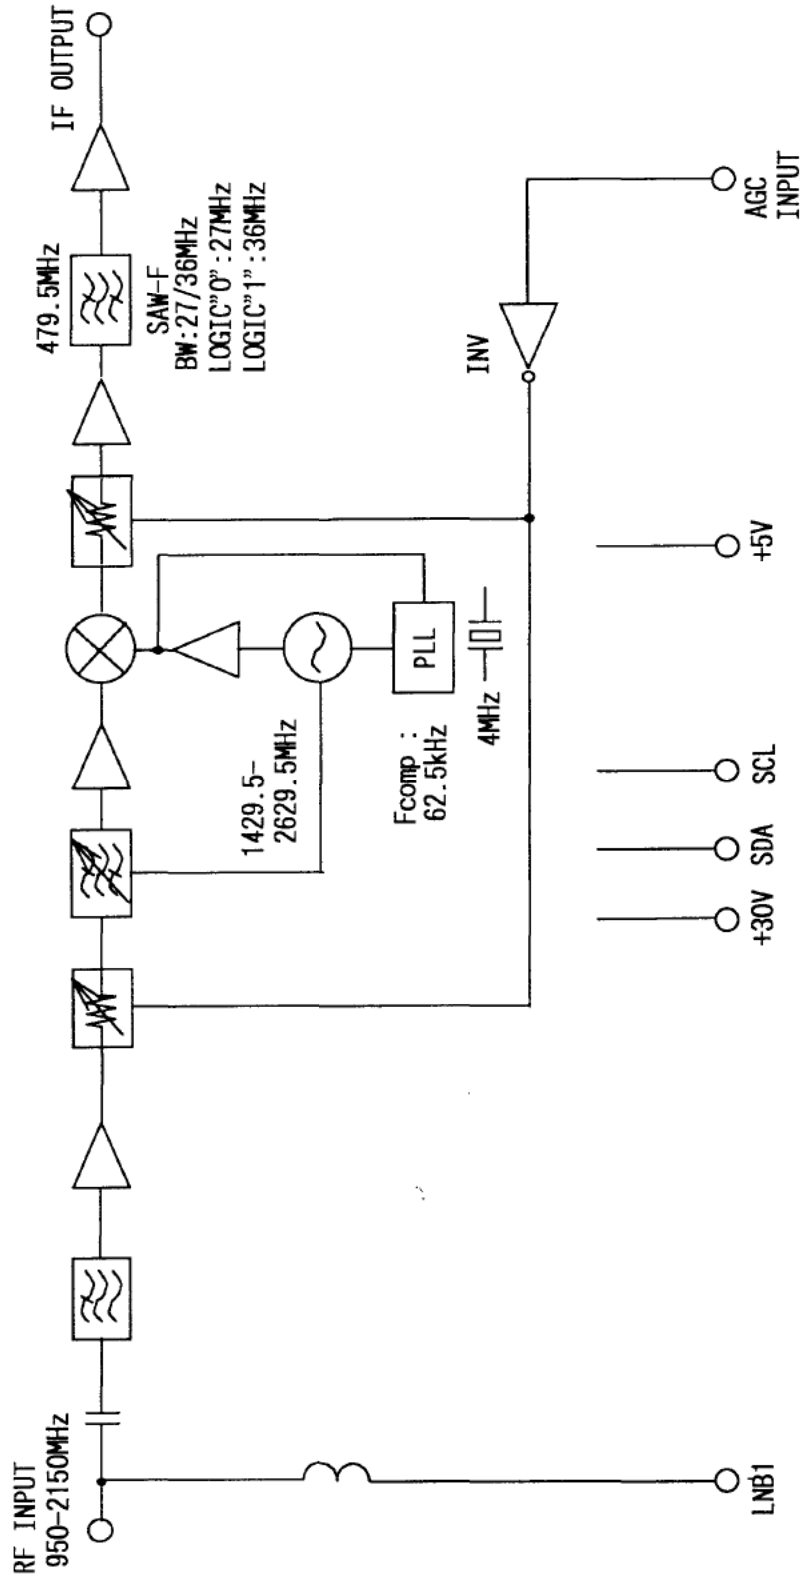 RF INPUT
950-2150MHz
LNB1
1429.5-
2629.5MHz
Fcomp :
62.5kHz
PLL
4MHz
479.5MHz
SAW-F
BW:27/36MHz
LOGIC"0":27MHz
LOGIC"1":36MHz
IF OUTPUT
INV
AGC
INPUT
+30V
SDA
SCL
+5V